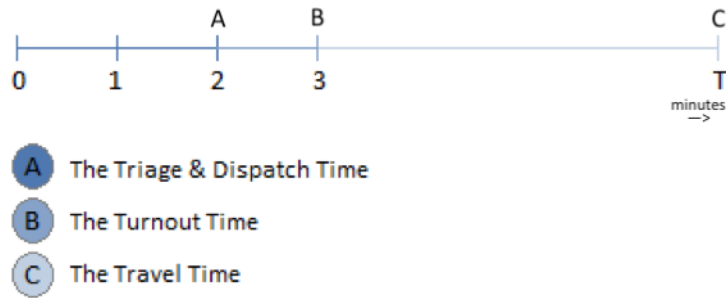 A B C
0 1 2 3 T
minutes
—>
A The Triage & Dispatch Time
B The Turnout Time
C The Travel Time